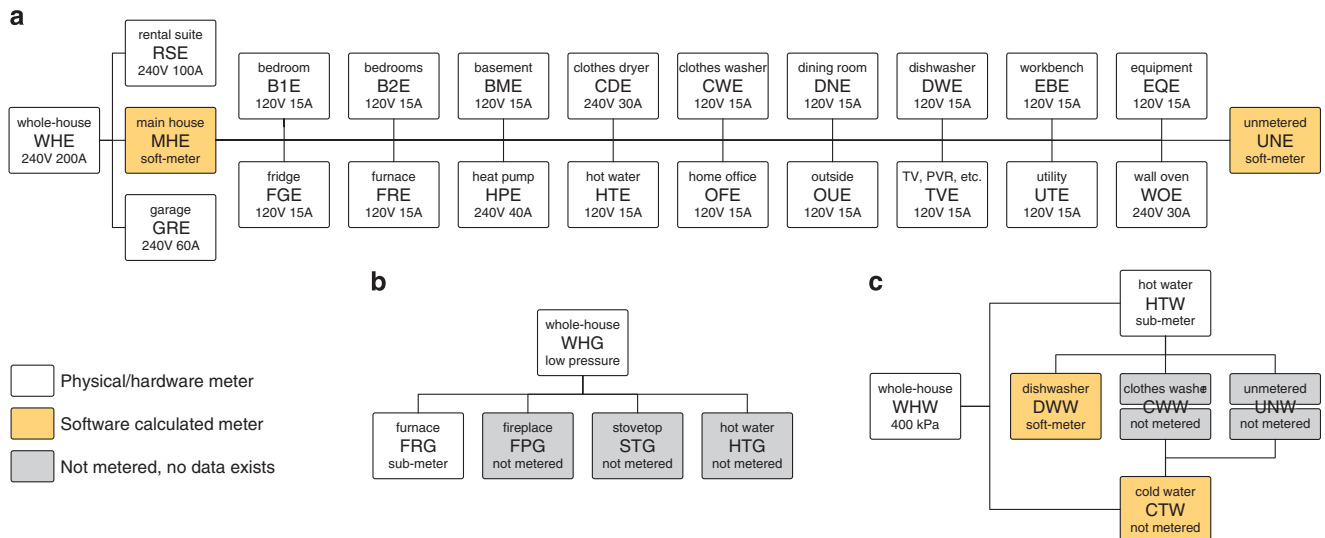 a
rental suite
RSE
240V 100A
bedroom
B1E
120V 15A
bedrooms
B2E
120V 15A
basement
BME
120V 15A
clothes dryer
CDE
240V 30A
clothes washer
CWE
120V 15A
dining room
DNE
120V 15A
dishwasher
DWE
120V 15A
workbench
EBE
120V 15A
equipment
EQE
120V 15A
whole-house
WHE
240V 200A
main house
MHE
soft-meter
unmetered
UNE
soft-meter
garage
GRE
240V 60A
fridge
FGE
120V 15A
furnace
FRE
120V 15A
heat pump
HPE
240V 40A
hot water
HTE
120V 15A
home office
OFE
120V 15A
outside
OUE
120V 15A
TV, PVR, etc.
TVE
120V 15A
utility
UTE
120V 15A
wall oven
WOE
240V 30A
b
whole-house
WHG
low pressure
furnace
FRG
sub-meter
fireplace
FPG
not metered
stovetop
STG
not metered
hot water
HTG
not metered
c
hot water
HTW
sub-meter
whole-house
WHW
400 kPa
dishwasher
DWW
soft-meter
clothes washer
CWW
not metered
unmetered
UNW
not metered
cold water
CTW
not metered
Physical/hardware meter
Software calculated meter
Not metered, no data exists